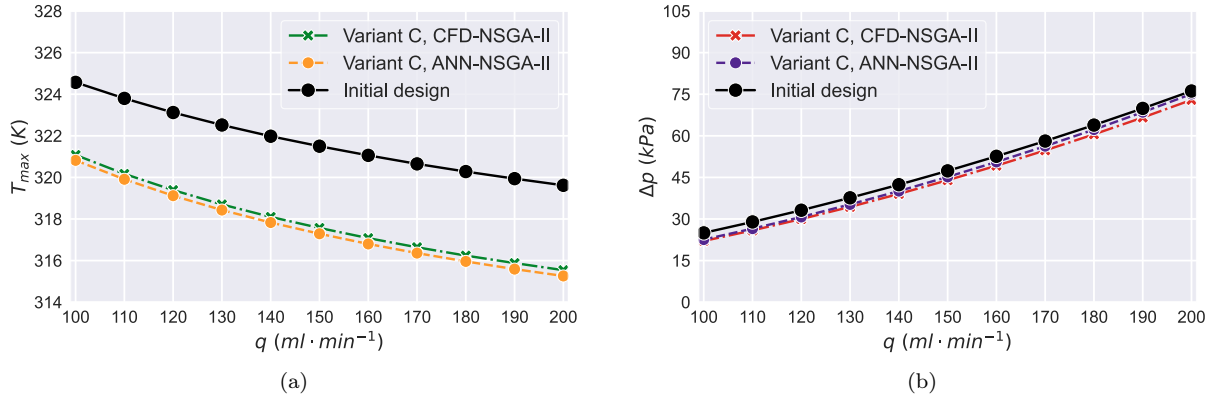 328
326
324
322
320
318
316
314
T_max (K)
Variant C, CFD-NSGA-II
Variant C, ANN-NSGA-II
Initial design
100 110 120 130 140 150 160 170 180 190 200
q (ml · min⁻¹)
(a)
105
90
75
60
45
30
15
0
Δp (kPa)
Variant C, CFD-NSGA-II
Variant C, ANN-NSGA-II
Initial design
100 110 120 130 140 150 160 170 180 190 200
q (ml · min⁻¹)
(b)